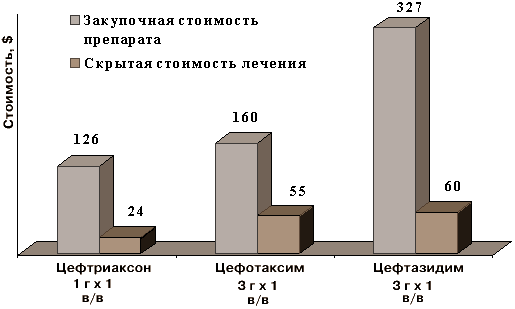 327
Закупочная стоимость
препарата
Скрытая стоимость лечения
Стоимость, $
126
24
160
55
60
Цефтриаксон
1 г х 1
в/в
Цефотаксим
3 г х 1
в/в
Цефтазидим
3 г х 1
в/в